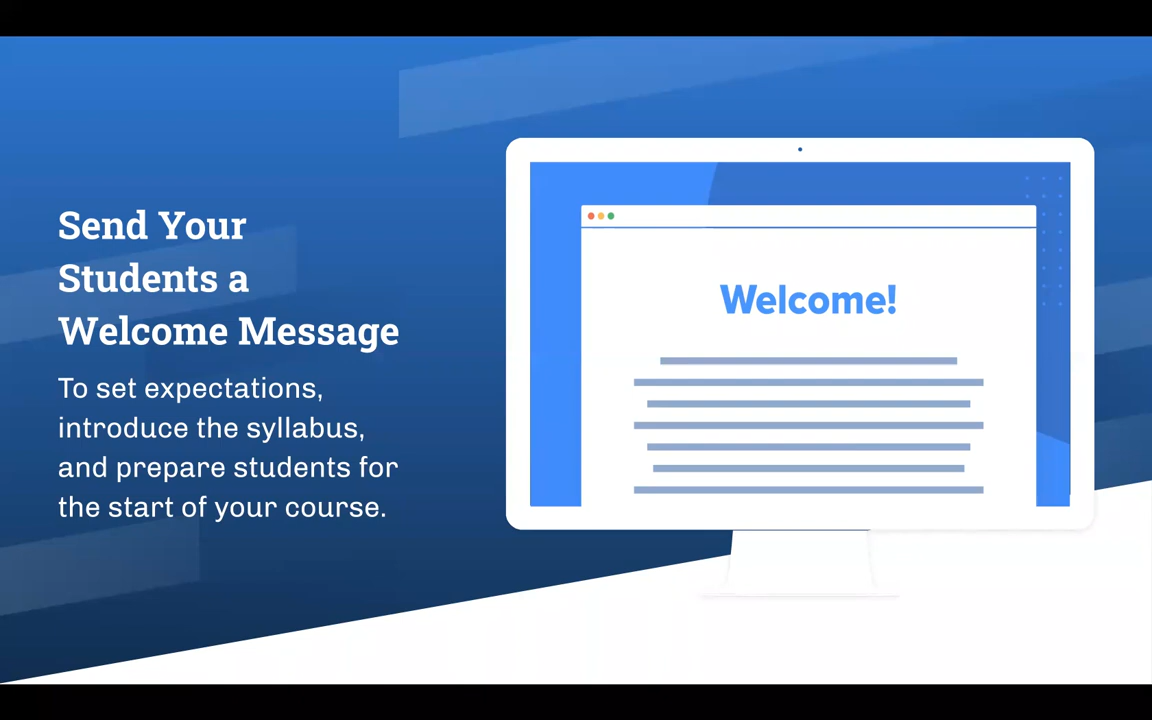 Send Your
Students a
Welcome Message
To set expectations,
introduce the syllabus,
and prepare students for
the start of your course.
Welcome!